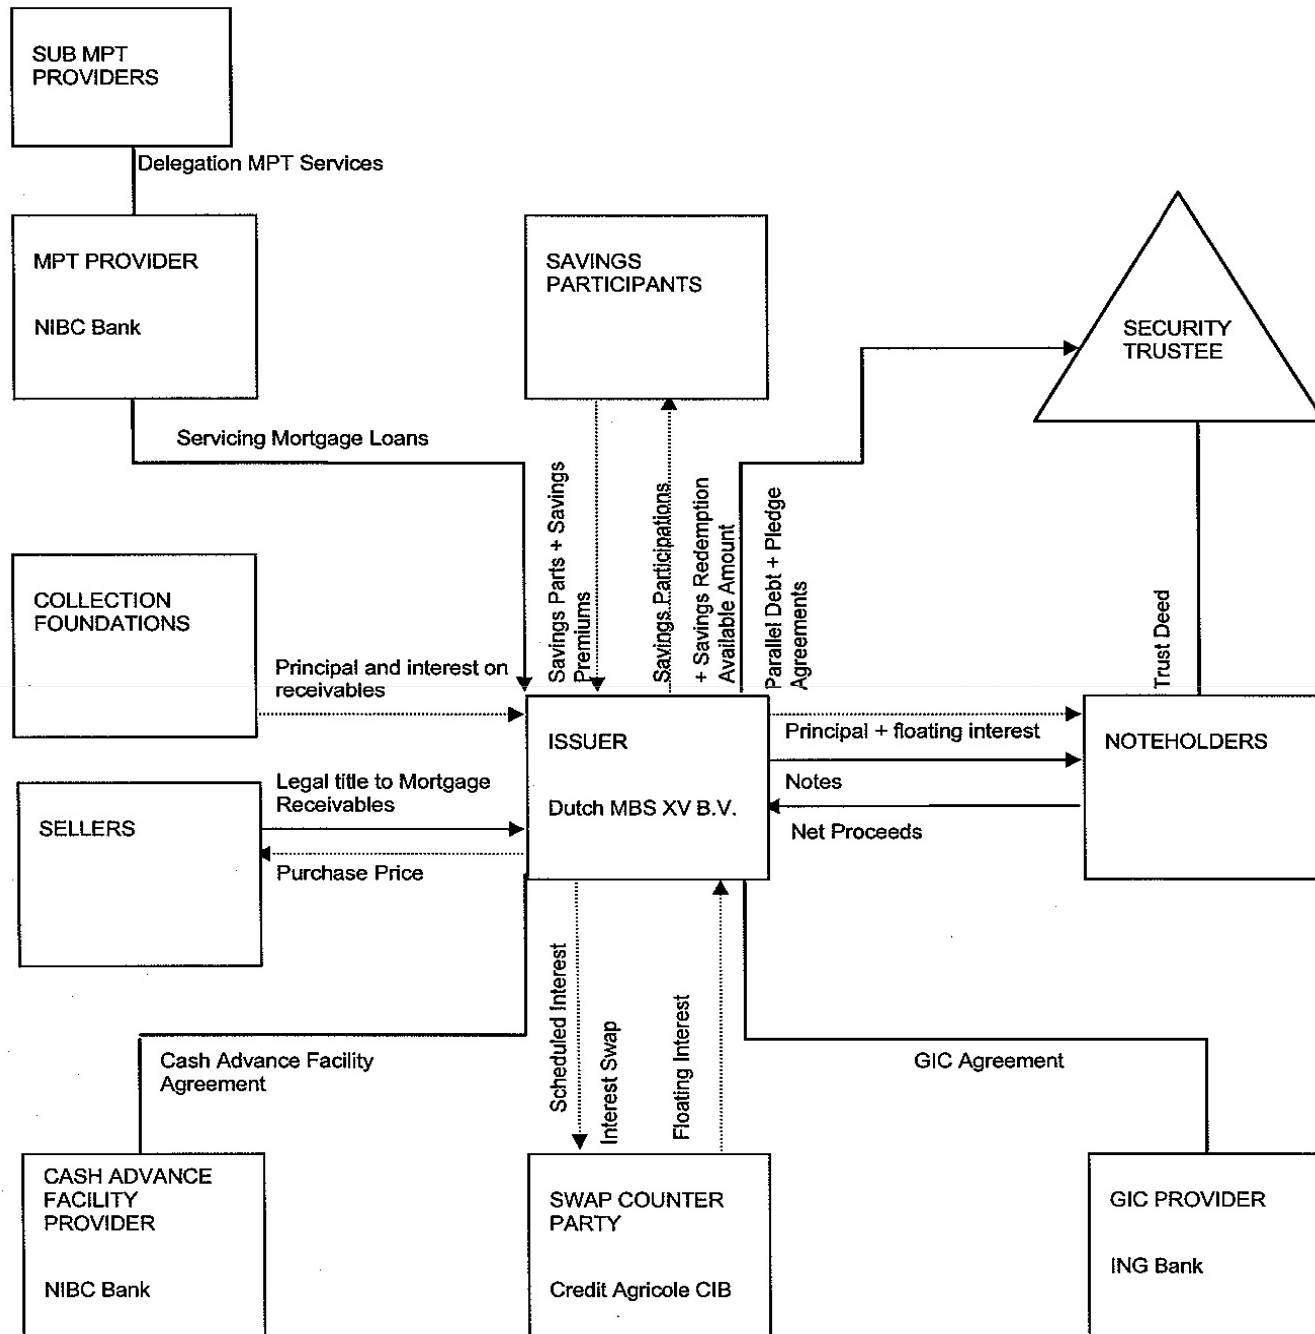 SUB MPT
PROVIDERS
Delegation MPT Services
MPT PROVIDER
NIBC Bank
SAVINGS
PARTICIPANTS
SECURITY
TRUSTEE
Servicing Mortgage Loans
Savings Parts + Savings
Premiums
Savings Participations
+ Savings Redemption
Available Amount
Parallel Debt + Pledge
Agreements
Trust Deed
COLLECTION
FOUNDATIONS
Principal and interest on
receivables
ISSUER
Dutch MBS XV B.V.
Principal + floating interest
Notes
Net Proceeds
NOTEHOLDERS
SELLERS
Legal title to Mortgage
Receivables
Purchase Price
Scheduled Interest
Interest Swap
Floating Interest
Cash Advance Facility
Agreement
GIC Agreement
CASH ADVANCE
FACILITY
PROVIDER
NIBC Bank
SWAP COUNTER
PARTY
Credit Agricole CIB
GIC PROVIDER
ING Bank